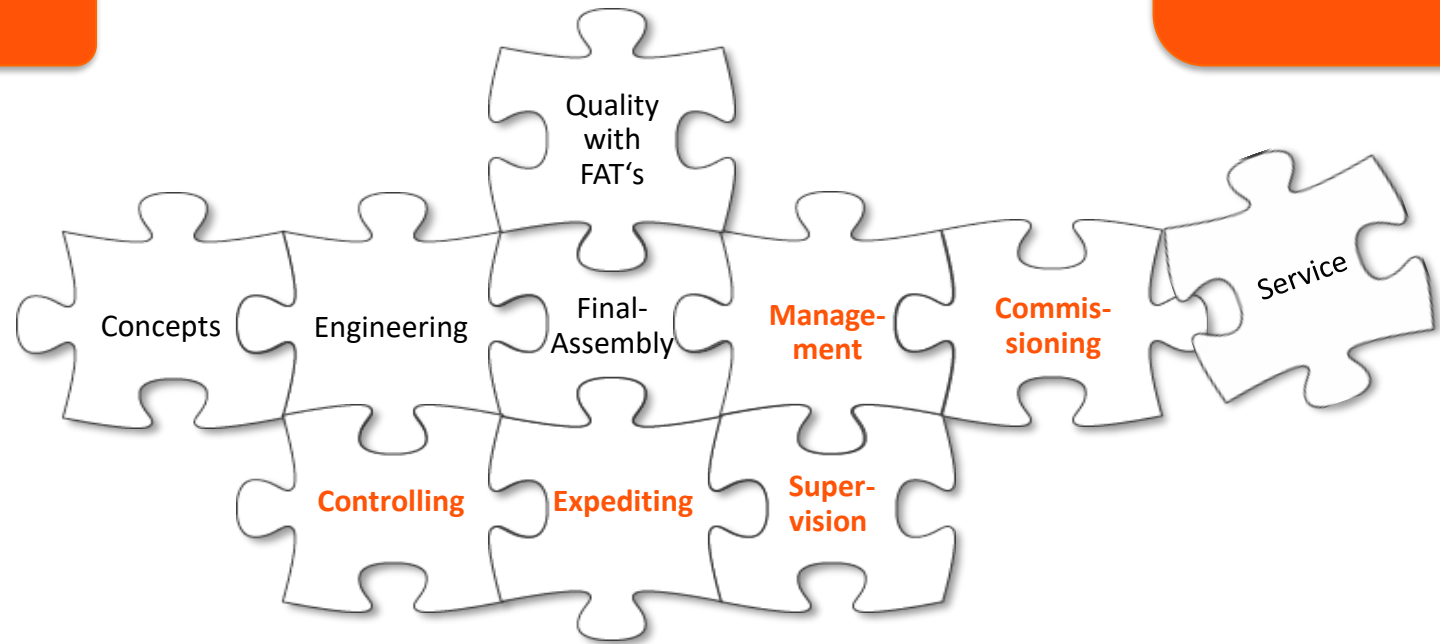 Quality
with
FAT‘s
Concepts
Engineering
Final-
Assembly
Manage-
ment
Commis-
sioning
Service
Controlling
Expediting
Super-
vision